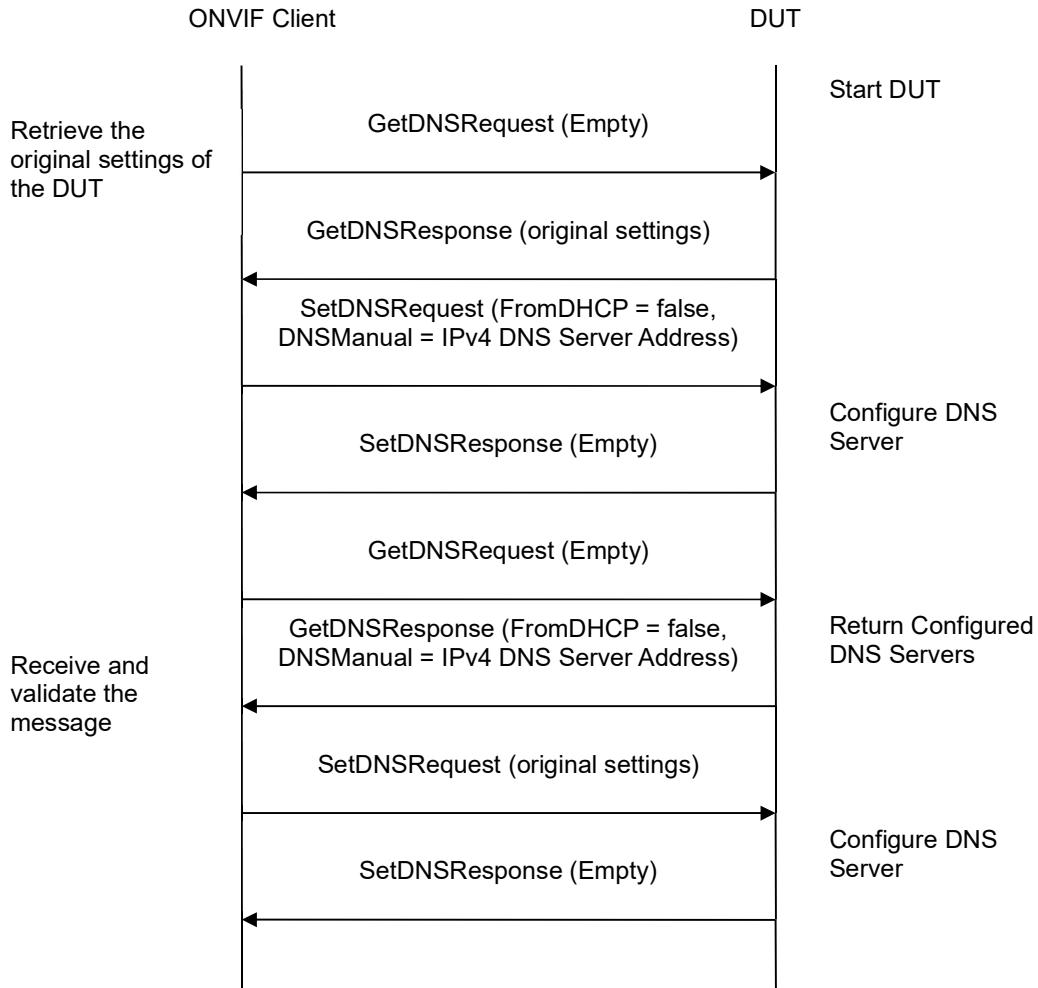 ONVIF Client
DUT
Start DUT
GetDNSRequest (Empty)
Retrieve the
original settings of
the DUT
GetDNSResponse (original settings)
SetDNSRequest (FromDHCP = false,
DNSManual = IPv4 DNS Server Address)
Configure DNS
Server
SetDNSResponse (Empty)
GetDNSRequest (Empty)
GetDNSResponse (FromDHCP = false,
DNSManual = IPv4 DNS Server Address)
Return Configured
DNS Servers
Receive and
validate the
message
SetDNSRequest (original settings)
Configure DNS
Server
SetDNSResponse (Empty)